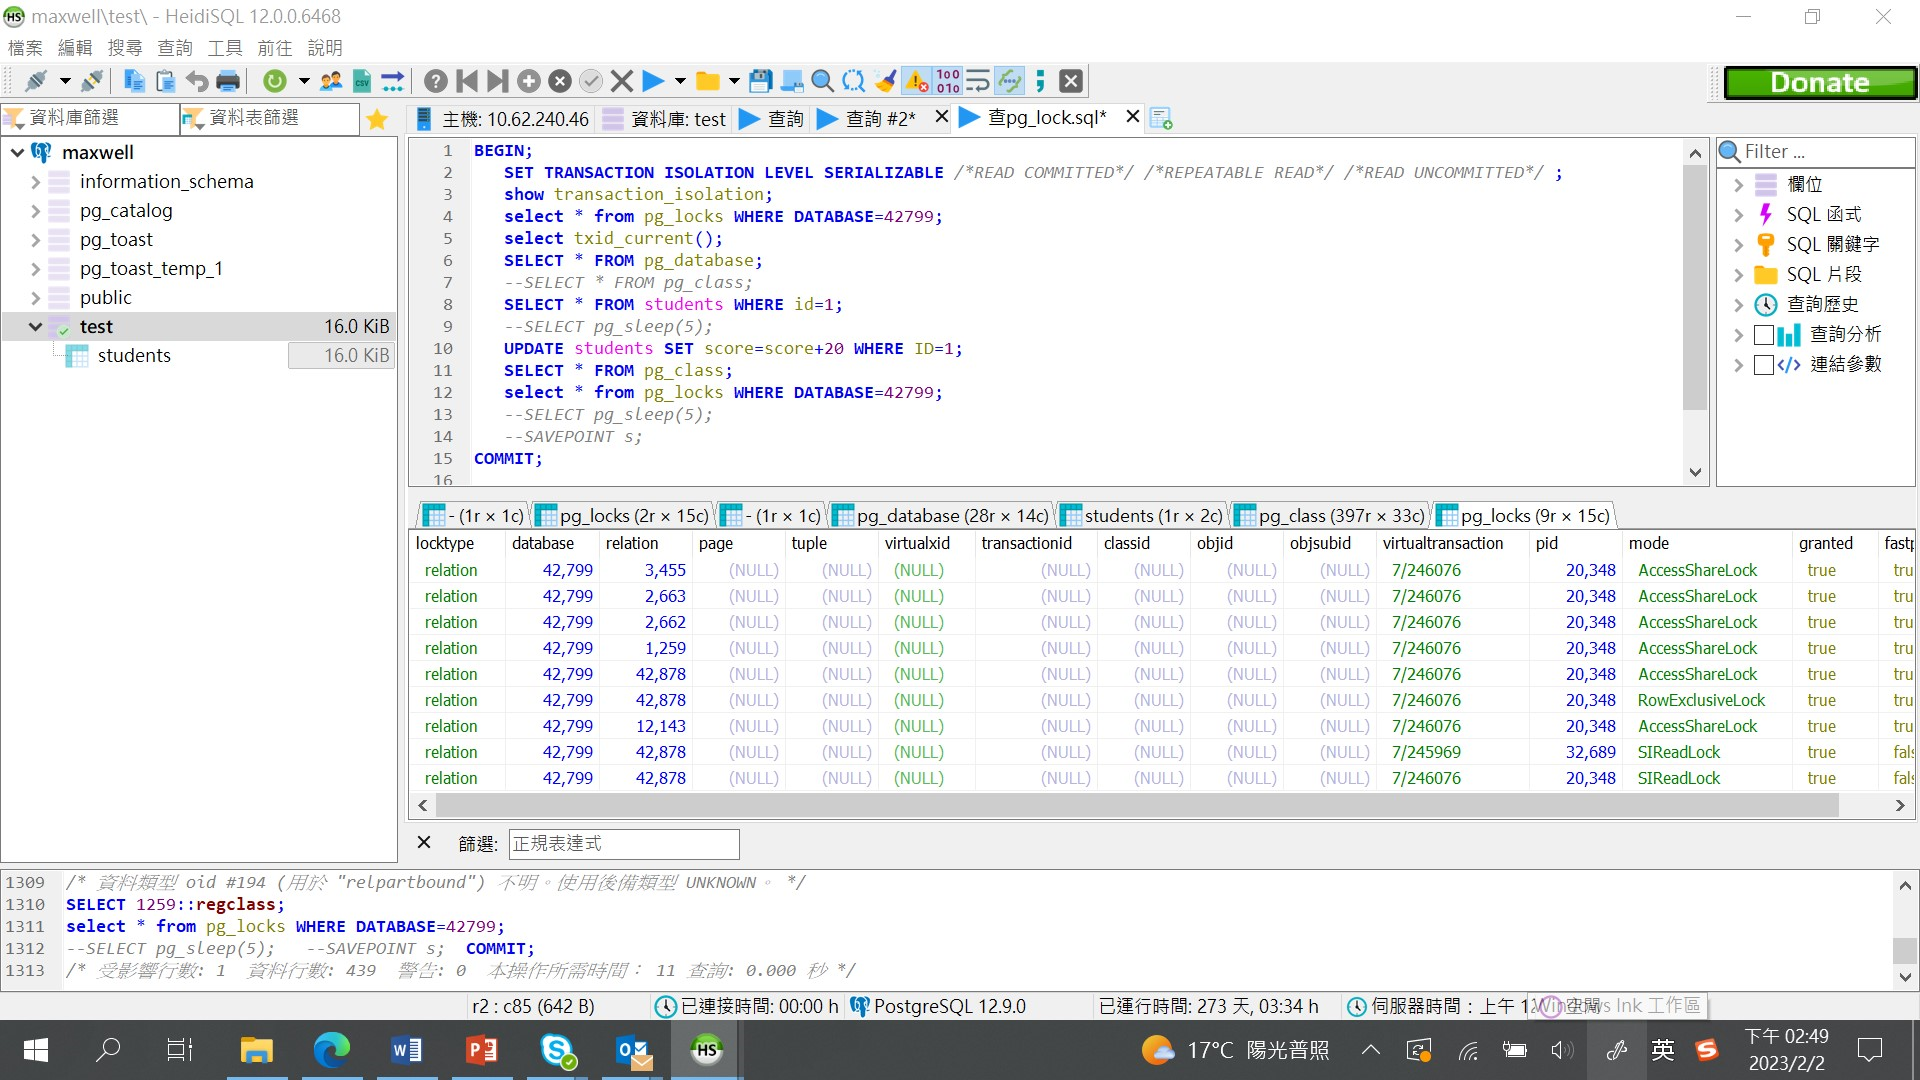 maxwell\test\ - HeidiSQL 12.0.0.6468
檔案 編輯 搜尋 查詢 工具 前往 說明
Donate
資料庫篩選 資料表篩選
主機: 10.62.240.46 資料庫: test 查詢 查詢 #2* 查pg_lock.sql*
maxwell
information_schema
pg_catalog
pg_toast
pg_toast_temp_1
public
test 16.0 KiB
students 16.0 KiB
1 BEGIN;
2 SET TRANSACTION ISOLATION LEVEL SERIALIZABLE /*READ COMMITTED*/ /*REPEATABLE READ*/ /*READ UNCOMMITTED*/ ;
3 show transaction_isolation;
4 select * from pg_locks WHERE DATABASE=42799;
5 select txid_current();
6 SELECT * FROM pg_database;
7 --SELECT * FROM pg_class;
8 SELECT * FROM students WHERE id=1;
9 --SELECT pg_sleep(5);
10 UPDATE students SET score=score+20 WHERE ID=1;
11 SELECT * FROM pg_class;
12 select * from pg_locks WHERE DATABASE=42799;
13 --SELECT pg_sleep(5);
14 --SAVEPOINT s;
15 COMMIT;
16
Filter ...
欄位
SQL 函式
SQL 關鍵字
SQL 片段
查詢歷史
查詢分析
連結參數
- (1r × 1c) pg_locks (2r × 15c) - (1r × 1c) pg_database (28r × 14c) students (1r × 2c) pg_class (397r × 33c) pg_locks (9r × 15c)
locktype database relation page tuple virtualxid transactionid classid objid objsubid virtualtransaction pid mode granted fastp
relation 42,799 3,455 (NULL) (NULL) (NULL) (NULL) (NULL) (NULL) (NULL) 7/246076 20,348 AccessShareLock true tru
relation 42,799 2,663 (NULL) (NULL) (NULL) (NULL) (NULL) (NULL) (NULL) 7/246076 20,348 AccessShareLock true tru
relation 42,799 2,662 (NULL) (NULL) (NULL) (NULL) (NULL) (NULL) (NULL) 7/246076 20,348 AccessShareLock true tru
relation 42,799 1,259 (NULL) (NULL) (NULL) (NULL) (NULL) (NULL) (NULL) 7/246076 20,348 AccessShareLock true tru
relation 42,799 42,878 (NULL) (NULL) (NULL) (NULL) (NULL) (NULL) (NULL) 7/246076 20,348 AccessShareLock true tru
relation 42,799 42,878 (NULL) (NULL) (NULL) (NULL) (NULL) (NULL) (NULL) 7/246076 20,348 RowExclusiveLock true tru
relation 42,799 12,143 (NULL) (NULL) (NULL) (NULL) (NULL) (NULL) (NULL) 7/246076 20,348 AccessShareLock true tru
relation 42,799 42,878 (NULL) (NULL) (NULL) (NULL) (NULL) (NULL) (NULL) 7/245969 32,689 SIReadLock true fals
relation 42,799 42,878 (NULL) (NULL) (NULL) (NULL) (NULL) (NULL) (NULL) 7/246076 20,348 SIReadLock true fals
篩選: 正規表達式
1309 /* 資料類型 oid #194 (用於 "relpartbound") 不明。使用後備類型 UNKNOWN。 */
1310 SELECT 1259::regclass;
1311 select * from pg_locks WHERE DATABASE=42799;
1312 --SELECT pg_sleep(5); --SAVEPOINT s; COMMIT;
1313 /* 受影響行數: 1 資料行數: 439 警告: 0 本操作所需時間： 11 查詢: 0.000 秒 */
r2 : c85 (642 B) 已連接時間: 00:00 h PostgreSQL 12.9.0 已運行時間: 273 天, 03:34 h 伺服器時間：上午 1 空閒 Windows Ink 工作區
17°C 陽光普照 英 下午 02:49
2023/2/2